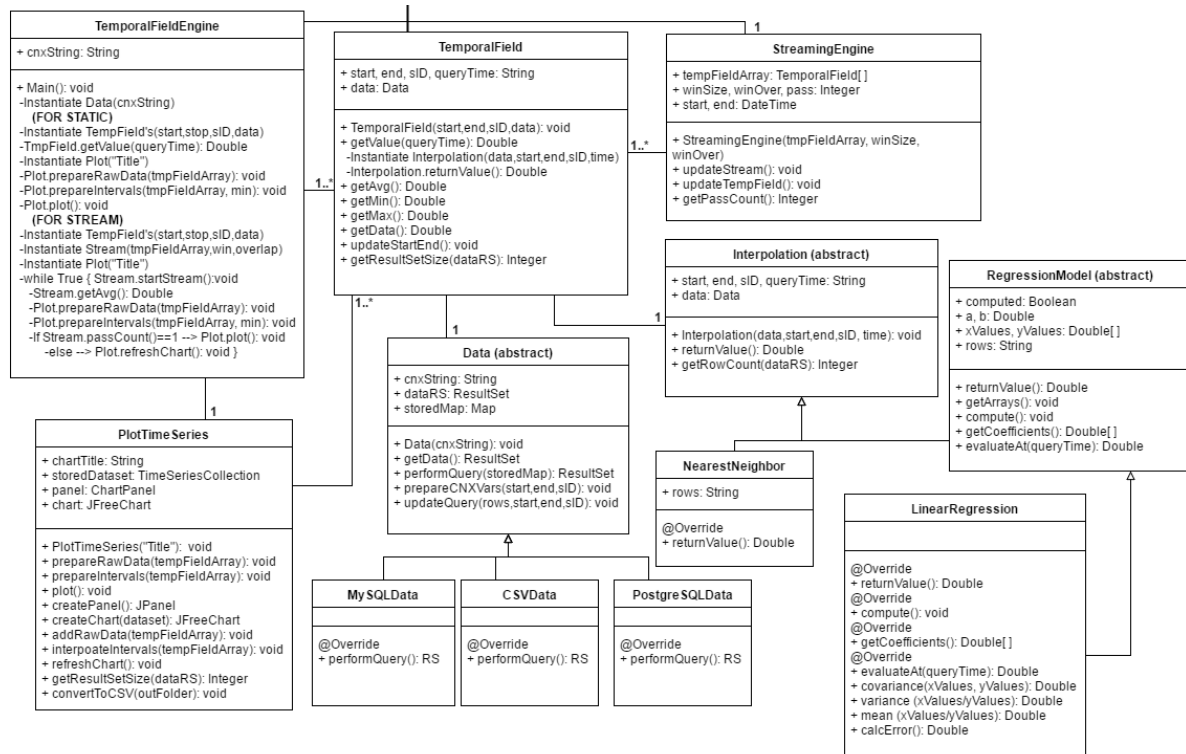 TemporalFieldEngine
+ cnxString: String
+ Main(): void
-Instantiate Data(cnxString)
(FOR STATIC)
-Instantiate TempField's(start,stop,sID,data)
-TmpField.getValue(queryTime): Double
-Instantiate Plot("Title")
-Plot.prepareRawData(tmpFieldArray): void
-Plot.prepareIntervals(tmpFieldArray, min): void
-Plot.plot(): void
(FOR STREAM)
-Instantiate TempField's(start,stop,sID,data)
-Instantiate Stream(tmpFieldArray,win,overlap)
-Instantiate Plot("Title")
-while True { Stream.startStream():void
-Stream.getAvg(): Double
-Plot.prepareRawData(tmpFieldArray): void
-Plot.prepareIntervals(tmpFieldArray, min): void
-If Stream.passCount()==1 --> Plot.plot(): void
-else --> Plot.refreshChart(): void }
1..*
1
TemporalField
+ start, end, sID, queryTime: String
+ data: Data
+ TemporalField(start,end,sID,data): void
+ getValue(queryTime): Double
-Instantiate Interpolation(data,start,end,sID,time)
-Interpolation.returnValue(): Double
+ getAvg(): Double
+ getMin(): Double
+ getMax(): Double
+ getData(): Double
+ updateStartEnd(): void
+ getResultSetSize(dataRS): Integer
1..*
1..*
1
1
1
StreamingEngine
+ tempFieldArray: TemporalField[ ]
+ winSize, winOver, pass: Integer
+ start, end: DateTime
+ StreamingEngine(tmpFieldArray, winSize,
winOver)
+ updateStream(): void
+ updateTempField(): void
+ getPassCount(): Integer
Interpolation (abstract)
+ start, end, sID, queryTime: String
+ data: Data
+ Interpolation(data,start,end,sID, time): void
+ returnValue(): Double
+ getRowCount(dataRS): Integer
RegressionModel (abstract)
+ computed: Boolean
+ a, b: Double
+ xValues, yValues: Double[ ]
+ rows: String
+ returnValue(): Double
+ getArrays(): void
+ compute(): void
+ getCoefficients(): Double[ ]
+ evaluateAt(queryTime): Double
PlotTimeSeries
+ chartTitle: String
+ storedDataset: TimeSeriesCollection
+ panel: ChartPanel
+ chart: JFreeChart
+ PlotTimeSeries("Title"): void
+ prepareRawData(tempFieldArray): void
+ prepareIntervals(tempFieldArray): void
+ plot(): void
+ createPanel(): JPanel
+ createChart(dataset): JFreeChart
+ addRawData(tempFieldArray): void
+ interpoateIntervals(tempFieldArray): void
+ refreshChart(): void
+ getResultSetSize(dataRS): Integer
+ convertToCSV(outFolder): void
Data (abstract)
+ cnxString: String
+ dataRS: ResultSet
+ storedMap: Map
+ Data(cnxString): void
+ getData(): ResultSet
+ performQuery(storedMap): ResultSet
+ prepareCNXVars(start,end,sID): void
+ updateQuery(rows,start,end,sID): void
NearestNeighbor
+ rows: String
@Override
+ returnValue(): Double
LinearRegression
@Override
+ returnValue(): Double
@Override
+ compute(): void
@Override
+ getCoefficients(): Double[ ]
@Override
+ evaluateAt(queryTime): Double
+ covariance(xValues, yValues): Double
+ variance (xValues/yValues): Double
+ mean (xValues/yValues): Double
+ calcError(): Double
MySQLData
@Override
+ performQuery(): RS
CSVData
@Override
+ performQuery(): RS
PostgreSQLData
@Override
+ performQuery(): RS